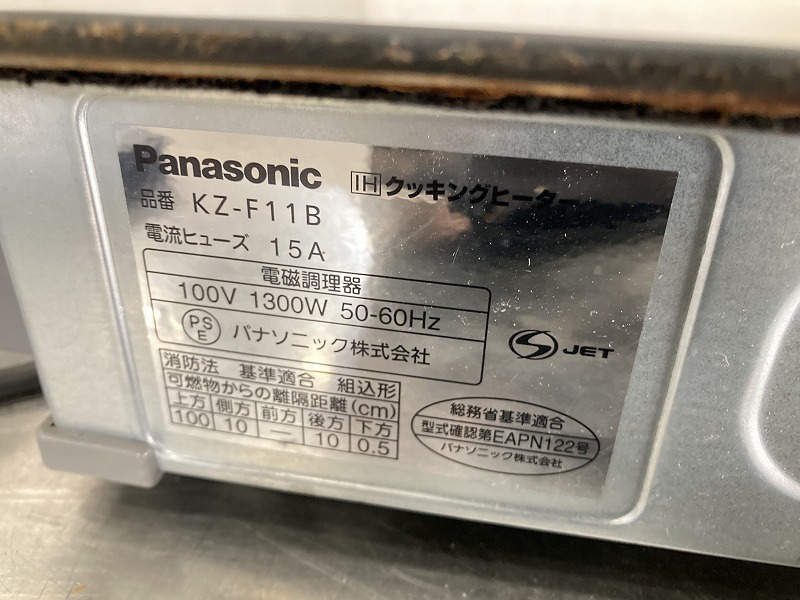 Panasonic IH クッキングヒーター
品番 KZ-F11B
電流ヒューズ 15A
電磁調理器
100V 1300W 50-60Hz
PSE パナソニック株式会社
S JET
消防法 基準適合 組込形
可燃物からの離隔距離(cm)
上方 側方 前方 後方 下方
100 10 — 10 0.5
総務省基準適合
型式確認第EAPN122号
パナソニック株式会社